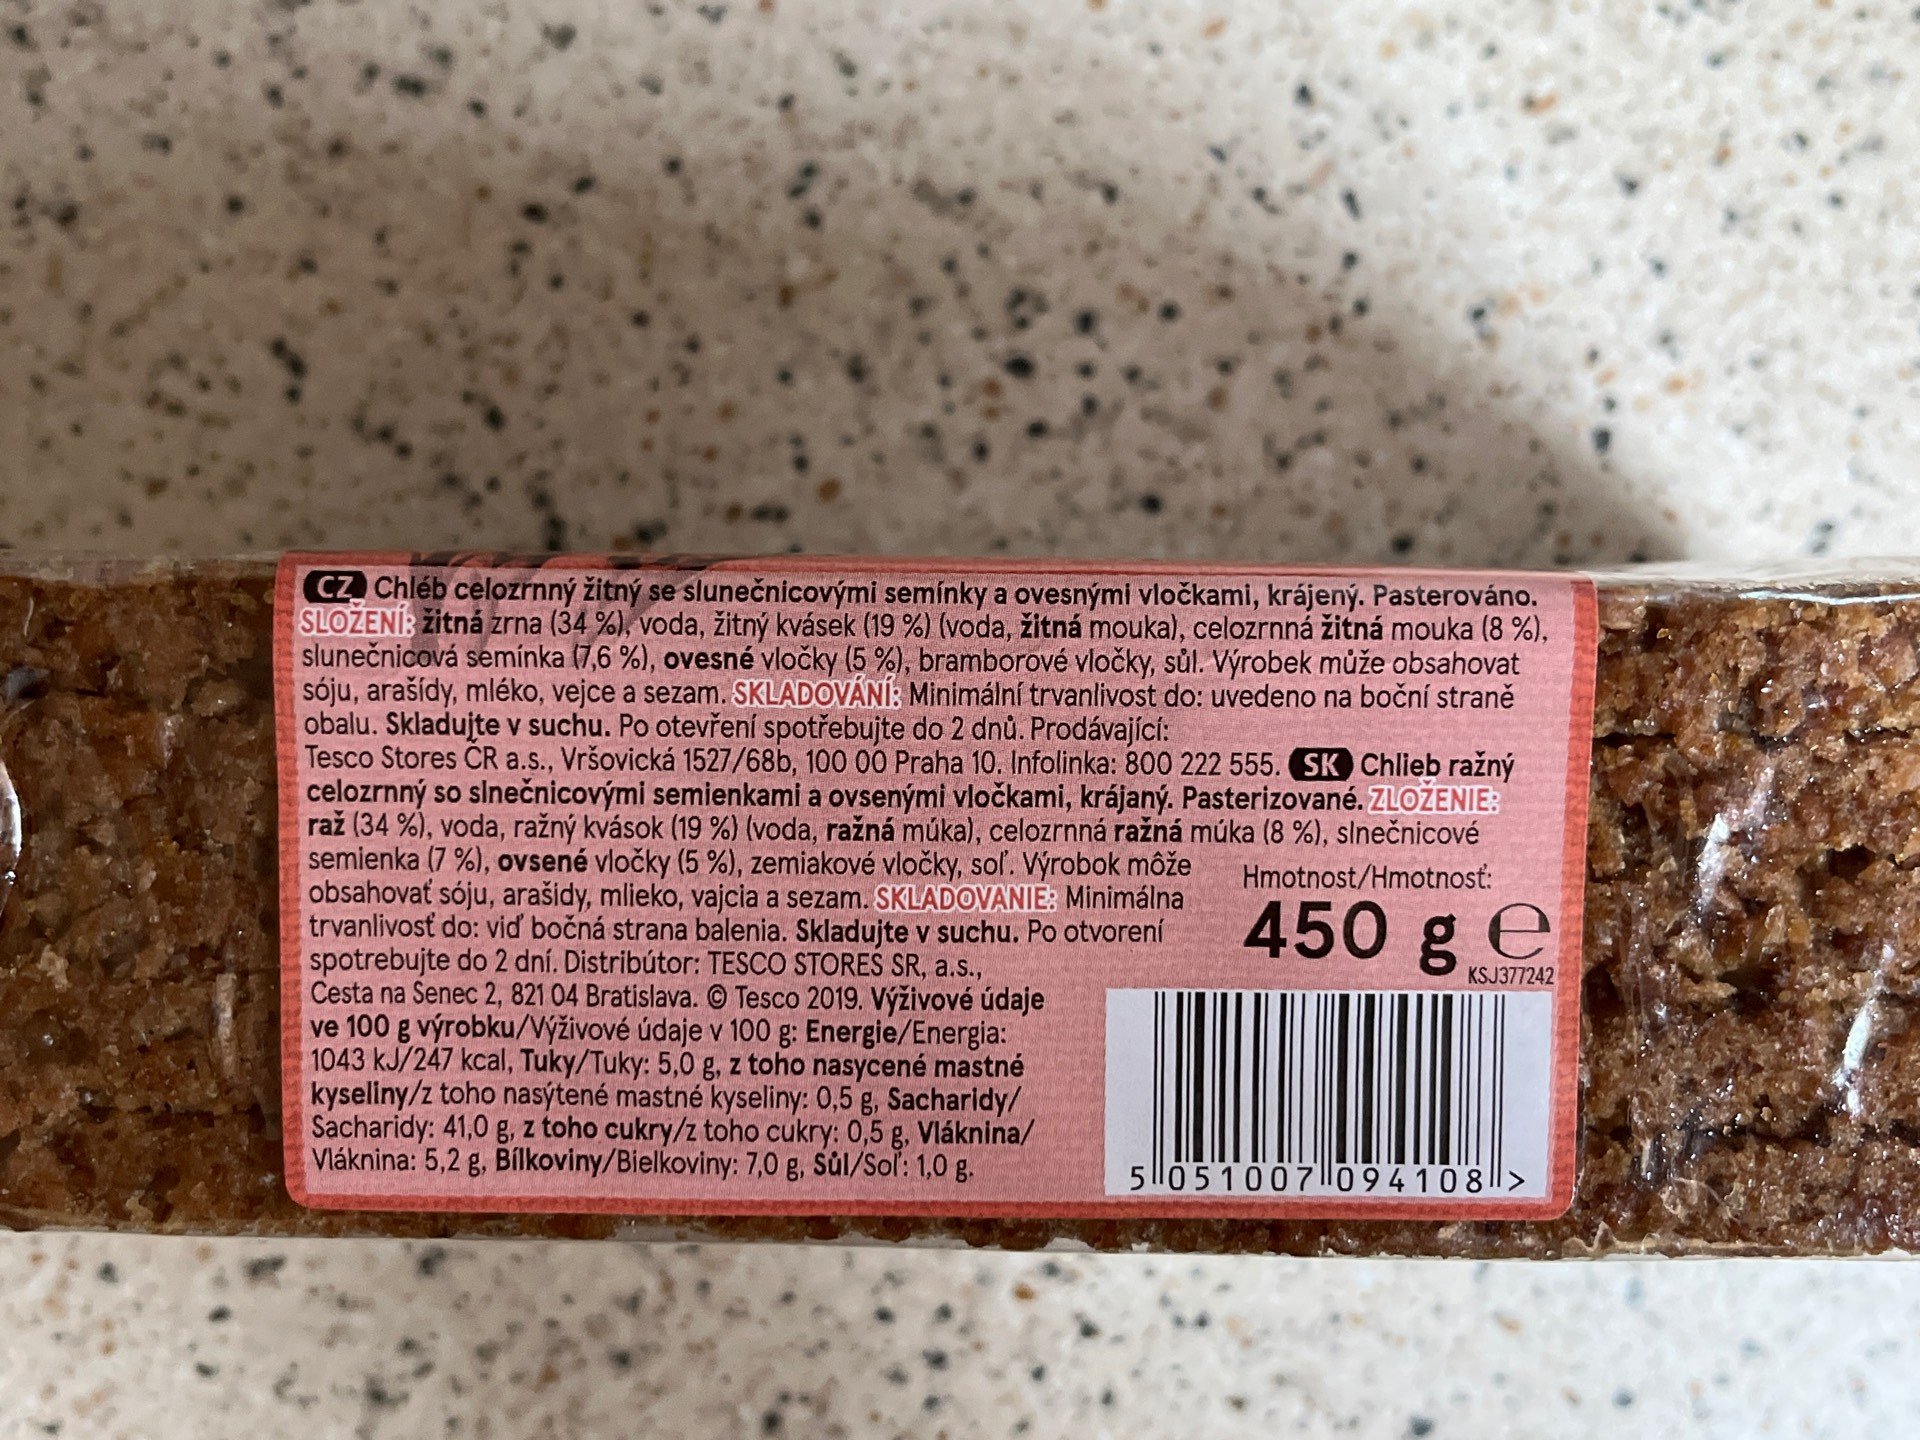 CZ Chléb celozrnný žitný se slunečnicovými semínky a ovesnými vločkami, krájený. Pasterováno.
SLOŽENÍ: žitná zrna (34 %), voda, žitný kvásek (19 %) (voda, žitná mouka), celozrnná žitná mouka (8 %),
slunečnicová semínka (7,6 %), ovesné vločky (5 %), bramborové vločky, sůl. Výrobek může obsahovat
sóju, arašídy, mléko, vejce a sezam. SKLADOVÁNÍ: Minimální trvanlivost do: uvedeno na boční straně
obalu. Skladujte v suchu. Po otevření spotřebujte do 2 dnů. Prodávající:
Tesco Stores ČR a.s., Vršovická 1527/68b, 100 00 Praha 10. Infolinka: 800 222 555. SK Chlieb ražný
celozrnný so slnečnicovými semienkami a ovsenými vločkami, krájaný. Pasterizované. ZLOŽENIE:
raž (34 %), voda, ražný kvások (19 %) (voda, ražná múka), celozrnná ražná múka (8 %), slnečnicové
semienka (7 %), ovsené vločky (5 %), zemiakové vločky, soľ. Výrobok môže
obsahovať sóju, arašidy, mlieko, vajcia a sezam. SKLADOVANIE: Minimálna
trvanlivosť do: viď bočná strana balenia. Skladujte v suchu. Po otvorení
spotrebujte do 2 dní. Distribútor: TESCO STORES SR, a.s.,
Cesta na Senec 2, 821 04 Bratislava. © Tesco 2019. Výživové údaje
ve 100 g výrobku/Výživové údaje v 100 g: Energie/Energia:
1043 kJ/247 kcal, Tuky/Tuky: 5,0 g, z toho nasycené mastné
kyseliny/z toho nasýtené mastné kyseliny: 0,5 g, Sacharidy/
Sacharidy: 41,0 g, z toho cukry/z toho cukry: 0,5 g, Vláknina/
Vláknina: 5,2 g, Bílkoviny/Bielkoviny: 7,0 g, Sůl/Soľ: 1,0 g.
Hmotnost/Hmotnosť:
450 g ℮
KSJ377242
5 051007 094108 >